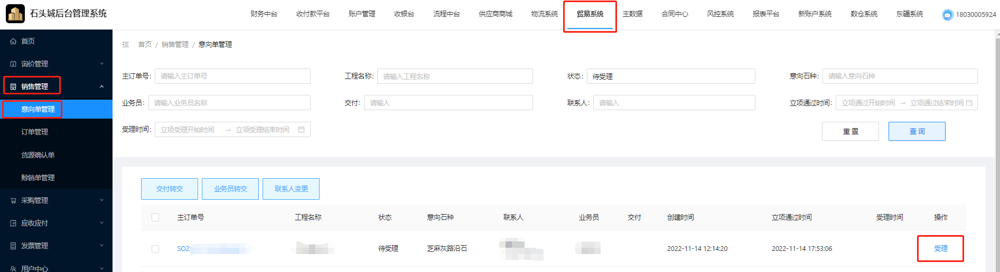 石头城后台管理系统
财务中台 收付款平台 账户管理 收银台 流程中台 供应商商城 物流系统 贸易系统 主数据 合同中心 风控系统 报表平台 新账户系统 数仓系统 东疆系统 18030005924
首页
询价管理
销售管理
意向单管理
订单管理
货源确认单
赊销单管理
采购管理
应收应付
发票管理
用户中心
首页 / 销售管理 / 意向单管理
主订单号: 请输入主订单号 工程名称: 请输入工程名称 状态: 待受理 意向石种: 请输入意向石种
业务员: 请输入业务员名称 交付: 请输入 联系人: 请输入 立项通过时间: 立项通过开始时间 → 立项通过结束时间
受理时间: 立项受理开始时间 → 立项受理结束时间 重置 查询
交付转交 业务员转交 联系人变更
主订单号 工程名称 状态 意向石种 联系人 业务员 交付 创建时间 立项通过时间 受理时间 操作
SO2 待受理 芝麻灰路沿石 2022-11-14 12:14:20 2022-11-14 17:53:06 受理